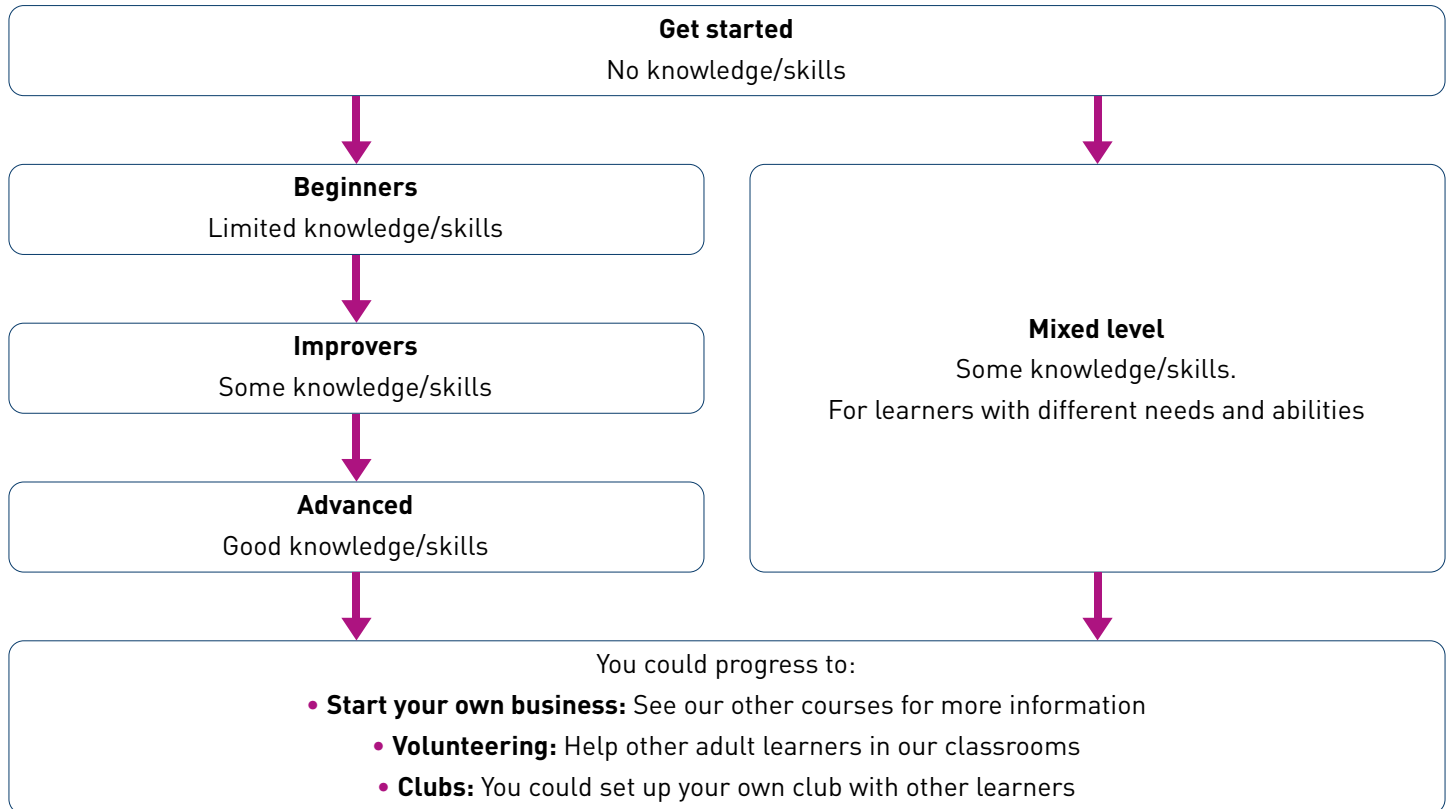 Get started
No knowledge/skills
Beginners
Limited knowledge/skills
Improvers
Some knowledge/skills
Advanced
Good knowledge/skills
Mixed level
Some knowledge/skills.
For learners with different needs and abilities
You could progress to:
• Start your own business: See our other courses for more information
• Volunteering: Help other adult learners in our classrooms
• Clubs: You could set up your own club with other learners